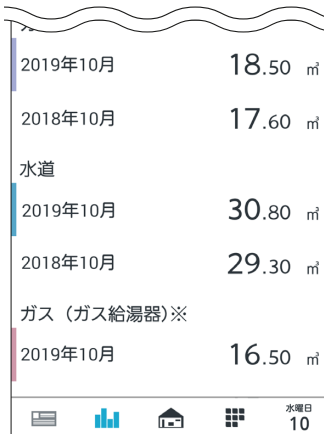 2019年10月 18.50 ㎥
2018年10月 17.60 ㎥
水道
2019年10月 30.80 ㎥
2018年10月 29.30 ㎥
ガス（ガス給湯器）※
2019年10月 16.50 ㎥
水曜日
10